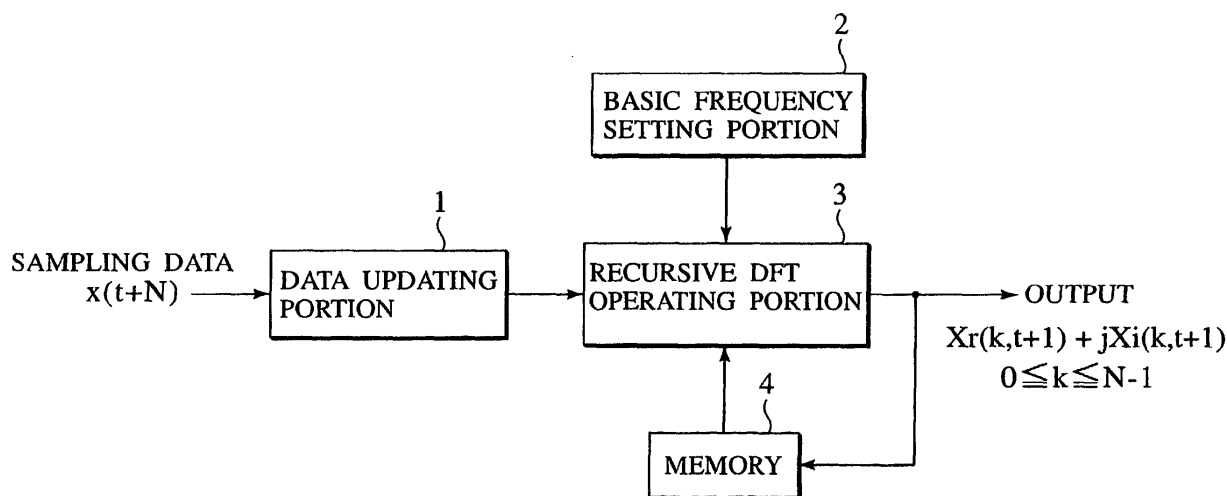 2
BASIC FREQUENCY
SETTING PORTION
1
3
SAMPLING DATA
x(t+N)
DATA UPDATING
PORTION
RECURSIVE DFT
OPERATING PORTION
OUTPUT
Xr(k,t+1) + jXi(k,t+1)
0≦k≦N-1
4
MEMORY